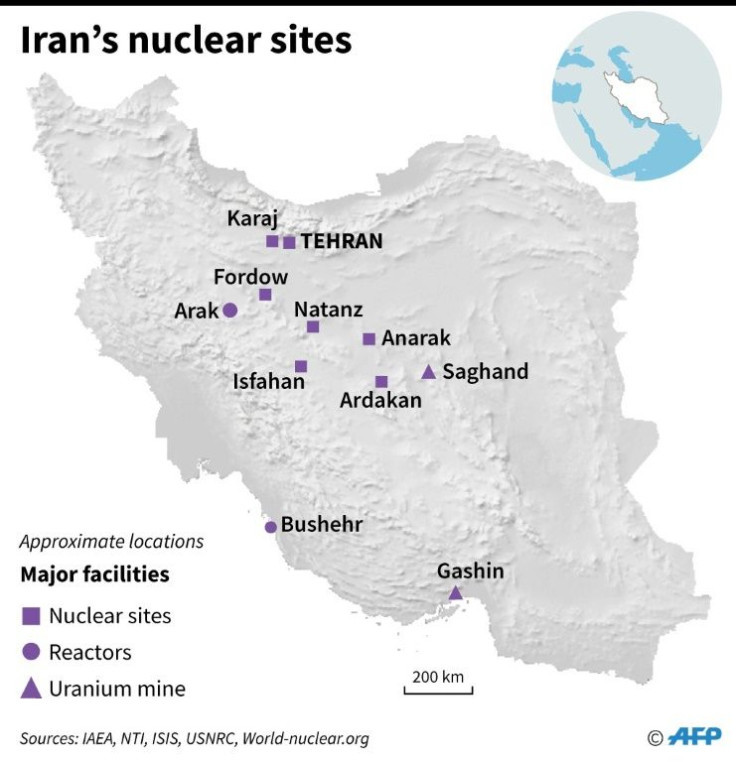 Iran’s nuclear sites
Karaj
TEHRAN
Fordow
Arak
Natanz
Anarak
Isfahan
Saghand
Ardakan
Bushehr
Approximate locations
Gashin
Major facilities
Nuclear sites
Reactors
200 km
Uranium mine
Sources: IAEA, NTI, ISIS, USNRC, World-nuclear.org
© AFP